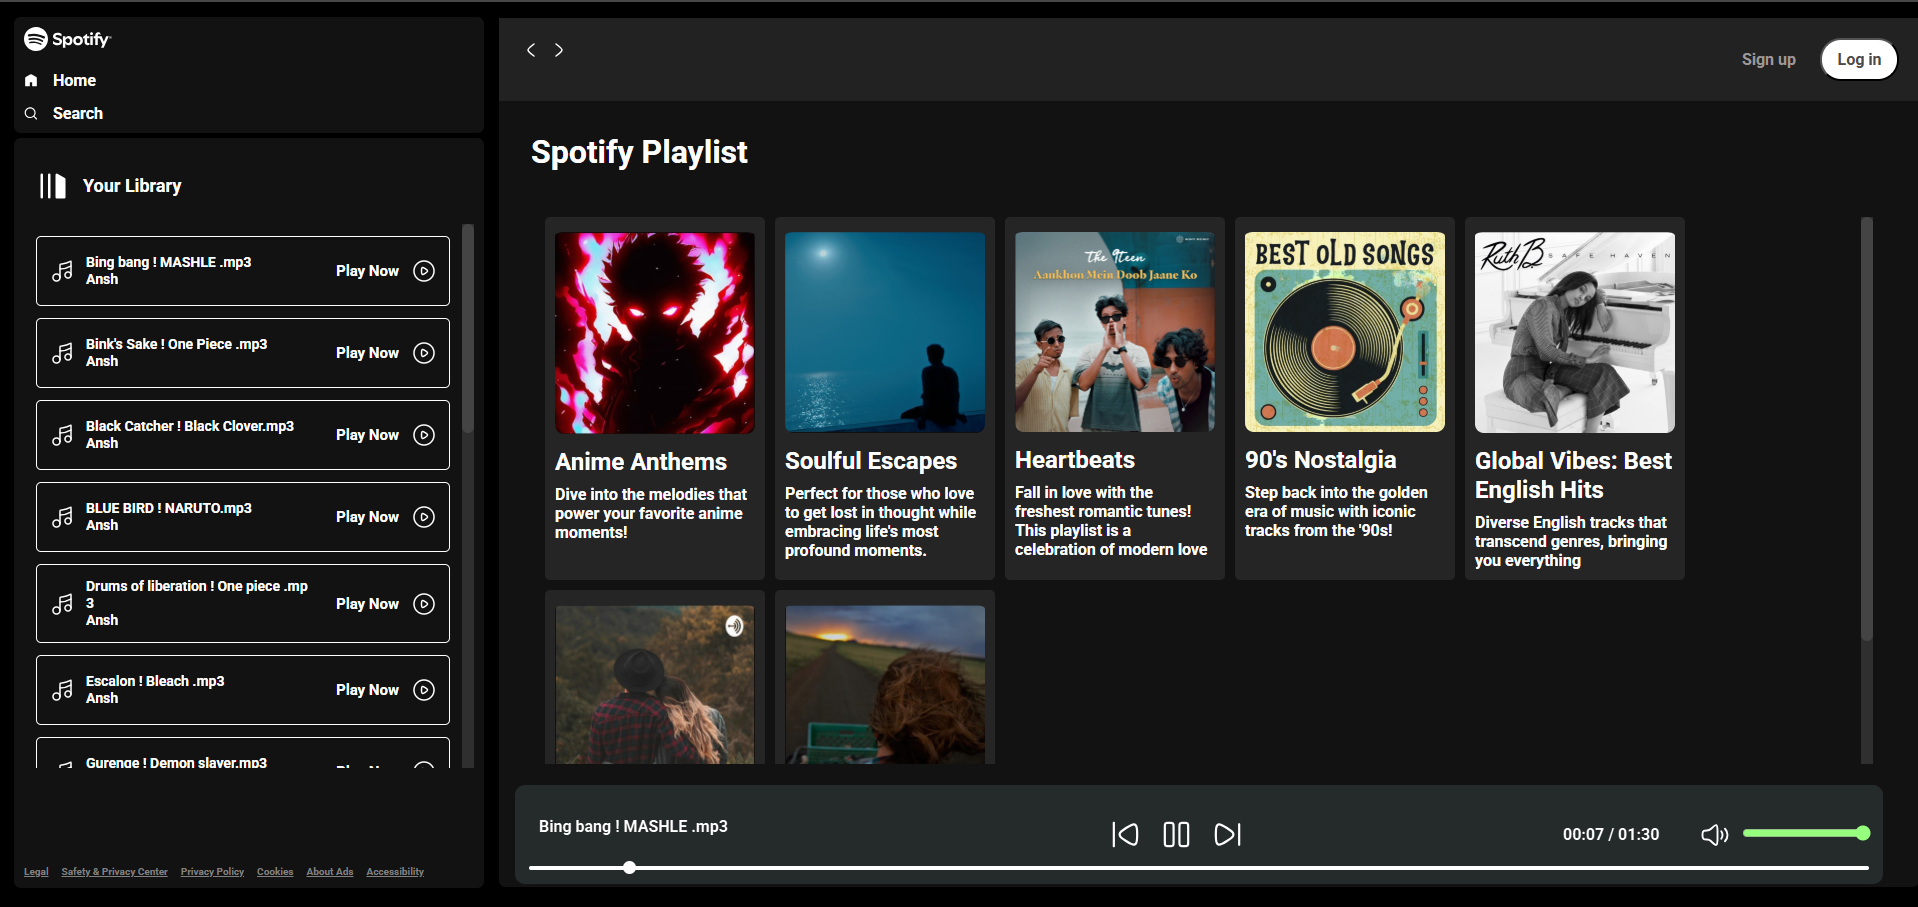 Spotify
Home
Search
Your Library
Bing bang ! MASHLE .mp3
Ansh
Play Now
Bink's Sake ! One Piece .mp3
Ansh
Play Now
Black Catcher ! Black Clover.mp3
Ansh
Play Now
BLUE BIRD ! NARUTO.mp3
Ansh
Play Now
Drums of liberation ! One piece .mp
3
Ansh
Play Now
Escalon ! Bleach .mp3
Ansh
Play Now
Gurenge ! Demon slayer.mp3
Play Now
Legal Safety & Privacy Center Privacy Policy Cookies About Ads Accessibility
Sign up
Log in
Spotify Playlist
Anime Anthems
Dive into the melodies that
power your favorite anime
moments!
Soulful Escapes
Perfect for those who love
to get lost in thought while
embracing life's most
profound moments.
The 9teen
Aankhon Mein Doob Jaane Ko
Heartbeats
Fall in love with the
freshest romantic tunes!
This playlist is a
celebration of modern love
BEST OLD SONGS
90's Nostalgia
Step back into the golden
era of music with iconic
tracks from the '90s!
Ruth B. SAFE HAVEN
Global Vibes: Best
English Hits
Diverse English tracks that
transcend genres, bringing
you everything
Bing bang ! MASHLE .mp3
00:07 / 01:30